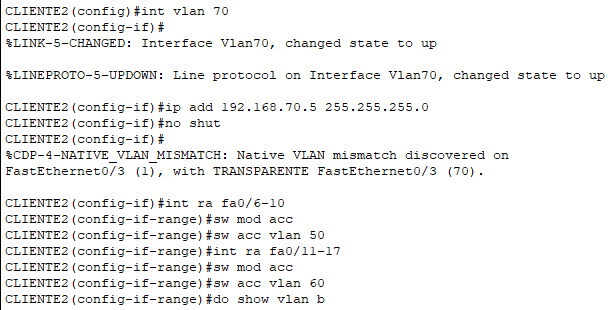 CLIENTE2(config)#int vlan 70
CLIENTE2(config-if)#
%LINK-5-CHANGED: Interface Vlan70, changed state to up
%LINEPROTO-5-UPDOWN: Line protocol on Interface Vlan70, changed state to up
CLIENTE2(config-if)#ip add 192.168.70.5 255.255.255.0
CLIENTE2(config-if)#no shut
CLIENTE2(config-if)#
%CDP-4-NATIVE_VLAN_MISMATCH: Native VLAN mismatch discovered on
FastEthernet0/3 (1), with TRANSPARENTE FastEthernet0/3 (70).
CLIENTE2(config-if)#int ra fa0/6-10
CLIENTE2(config-if-range)#sw mod acc
CLIENTE2(config-if-range)#sw acc vlan 50
CLIENTE2(config-if-range)#int ra fa0/11-17
CLIENTE2(config-if-range)#sw mod acc
CLIENTE2(config-if-range)#sw acc vlan 60
CLIENTE2(config-if-range)#do show vlan b